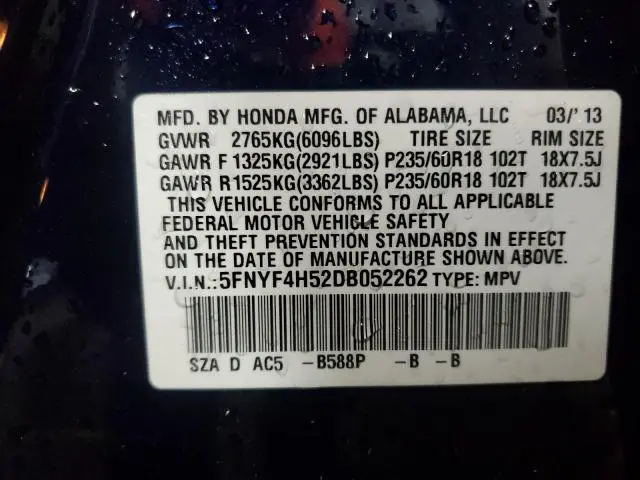 MFD. BY HONDA MFG. OF ALABAMA, LLC 03/'13
GVWR 2765KG(6096LBS) TIRE SIZE RIM SIZE
GAWR F 1325KG(2921LBS) P235/60R18 102T 18X7.5J
GAWR R1525KG(3362LBS) P235/60R18 102T 18X7.5J
THIS VEHICLE CONFORMS TO ALL APPLICABLE
FEDERAL MOTOR VEHICLE SAFETY
AND THEFT PREVENTION STANDARDS IN EFFECT
ON THE DATE OF MANUFACTURE SHOWN ABOVE.
V.I.N.:5FNYF4H52DB052262 TYPE: MPV
SZA D AC5 -B588P -B -B